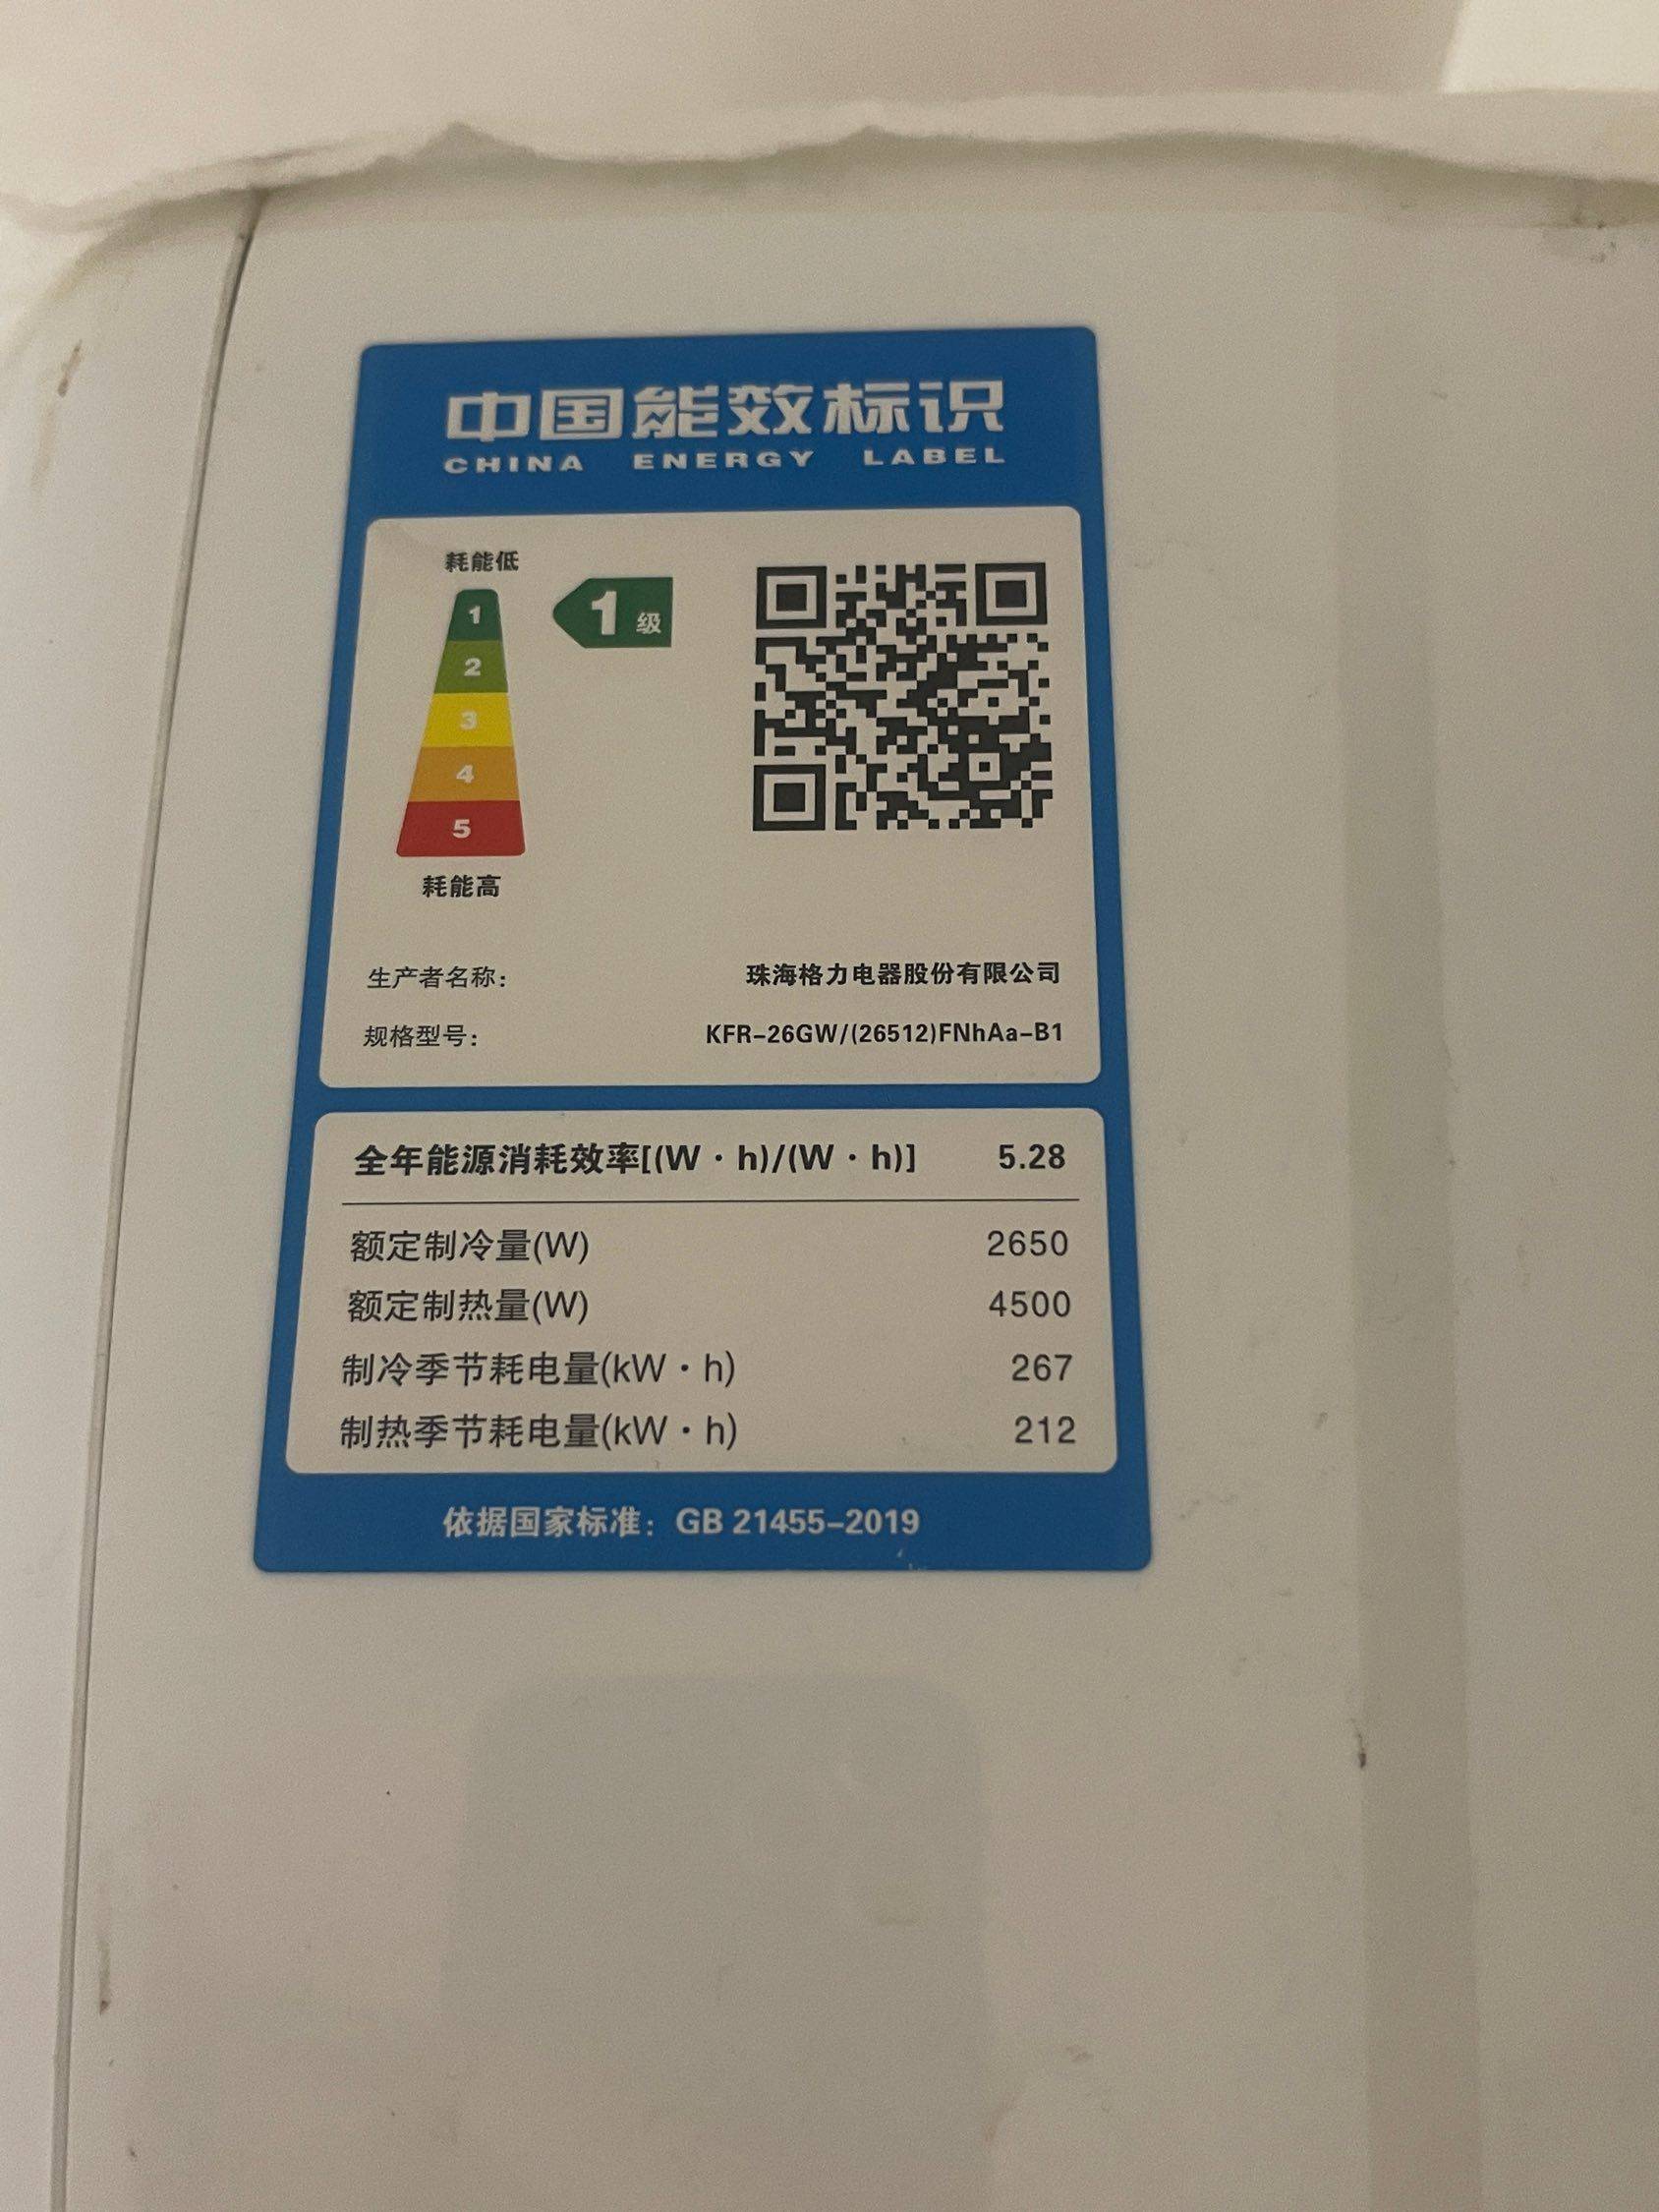 中国能效标识
CHINA ENERGY LABEL
耗能低
1
1级
2
3
4
5
耗能高
生产者名称: 珠海格力电器股份有限公司
规格型号: KFR-26GW/(26512)FNhAa-B1
全年能源消耗效率[(W·h)/(W·h)] 5.28
额定制冷量(W) 2650
额定制热量(W) 4500
制冷季节耗电量(kW·h) 267
制热季节耗电量(kW·h) 212
依据国家标准: GB 21455-2019